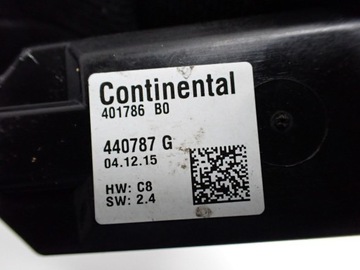 Continental
401786 B0
440787 G
04.12.15
HW: C8
SW: 2.4